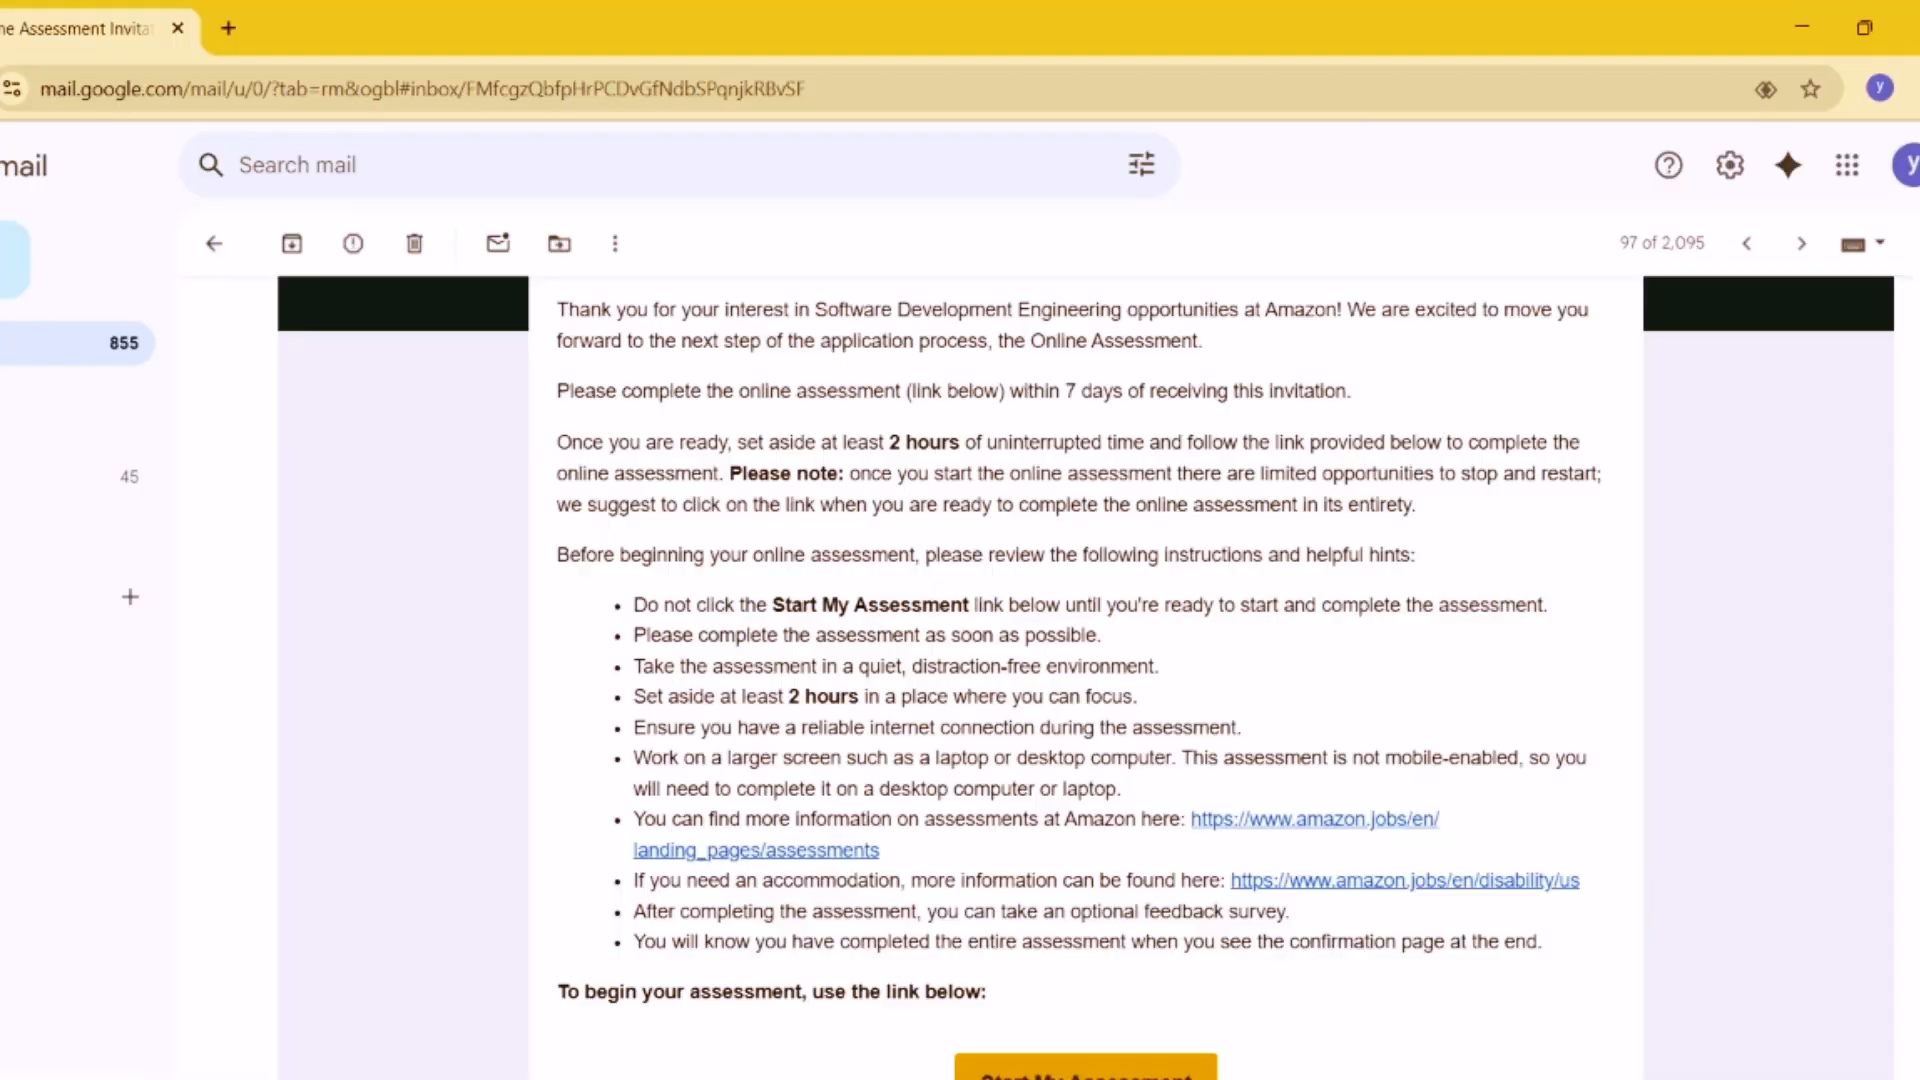 ne Assessment Invita
mail.google.com/mail/u/0/?tab=rm&ogbl#inbox/FMfcgzQbfpHrPCDvGfNdbSPqnjkRBvSF
y
mail
Search mail
y
97 of 2,095
855
45
Thank you for your interest in Software Development Engineering opportunities at Amazon! We are excited to move you
forward to the next step of the application process, the Online Assessment.
Please complete the online assessment (link below) within 7 days of receiving this invitation.
Once you are ready, set aside at least 2 hours of uninterrupted time and follow the link provided below to complete the
online assessment. Please note: once you start the online assessment there are limited opportunities to stop and restart;
we suggest to click on the link when you are ready to complete the online assessment in its entirety.
Before beginning your online assessment, please review the following instructions and helpful hints:
• Do not click the Start My Assessment link below until you're ready to start and complete the assessment.
• Please complete the assessment as soon as possible.
• Take the assessment in a quiet, distraction-free environment.
• Set aside at least 2 hours in a place where you can focus.
• Ensure you have a reliable internet connection during the assessment.
• Work on a larger screen such as a laptop or desktop computer. This assessment is not mobile-enabled, so you
will need to complete it on a desktop computer or laptop.
• You can find more information on assessments at Amazon here: https://www.amazon.jobs/en/
landing_pages/assessments
• If you need an accommodation, more information can be found here: https://www.amazon.jobs/en/disability/us
• After completing the assessment, you can take an optional feedback survey.
• You will know you have completed the entire assessment when you see the confirmation page at the end.
To begin your assessment, use the link below:
Start My Assessment